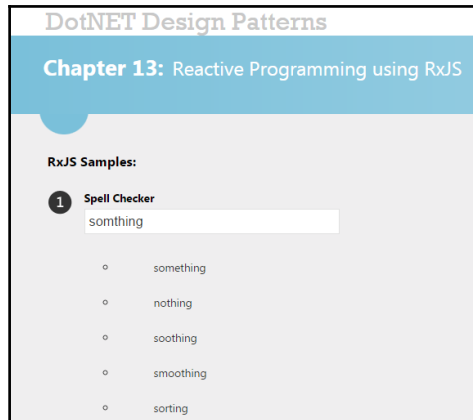 DotNET Design Patterns
Chapter 13: Reactive Programming using RxJS
RxJS Samples:
1 Spell Checker
somthing
something
nothing
soothing
smoothing
sorting